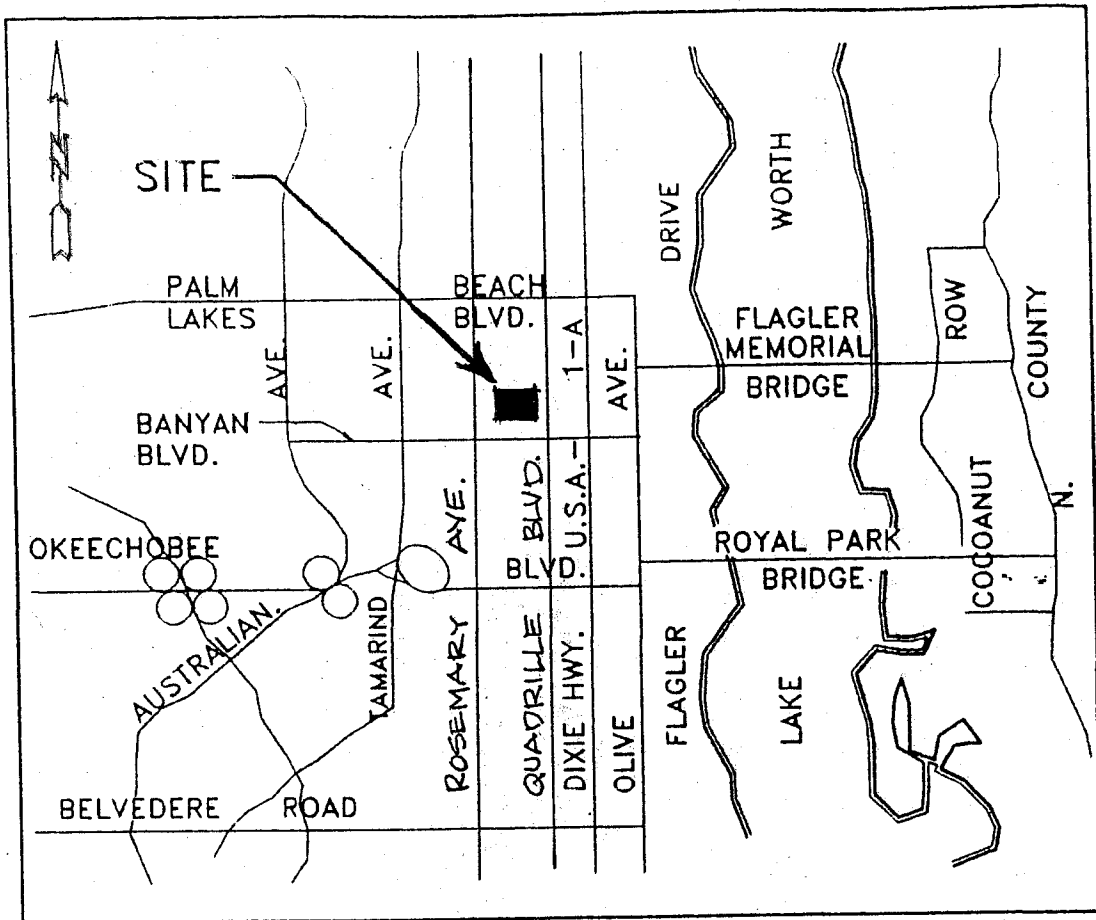 N
SITE
PALM
LAKES
BEACH
BLVD.
AVE.
AVE.
BANYAN
BLVD.
OKEECHOBEE
BLVD.
AUSTRALIAN.
TAMARIND
ROSEMARY AVE.
QUADRILLE BLVD.
DIXIE HWY. U.S.A.-1-A
OLIVE AVE.
BELVEDERE ROAD
FLAGLER DRIVE
LAKE WORTH
FLAGLER
MEMORIAL
BRIDGE
ROYAL PARK
BRIDGE
COCOANUT ROW
N. COUNTY